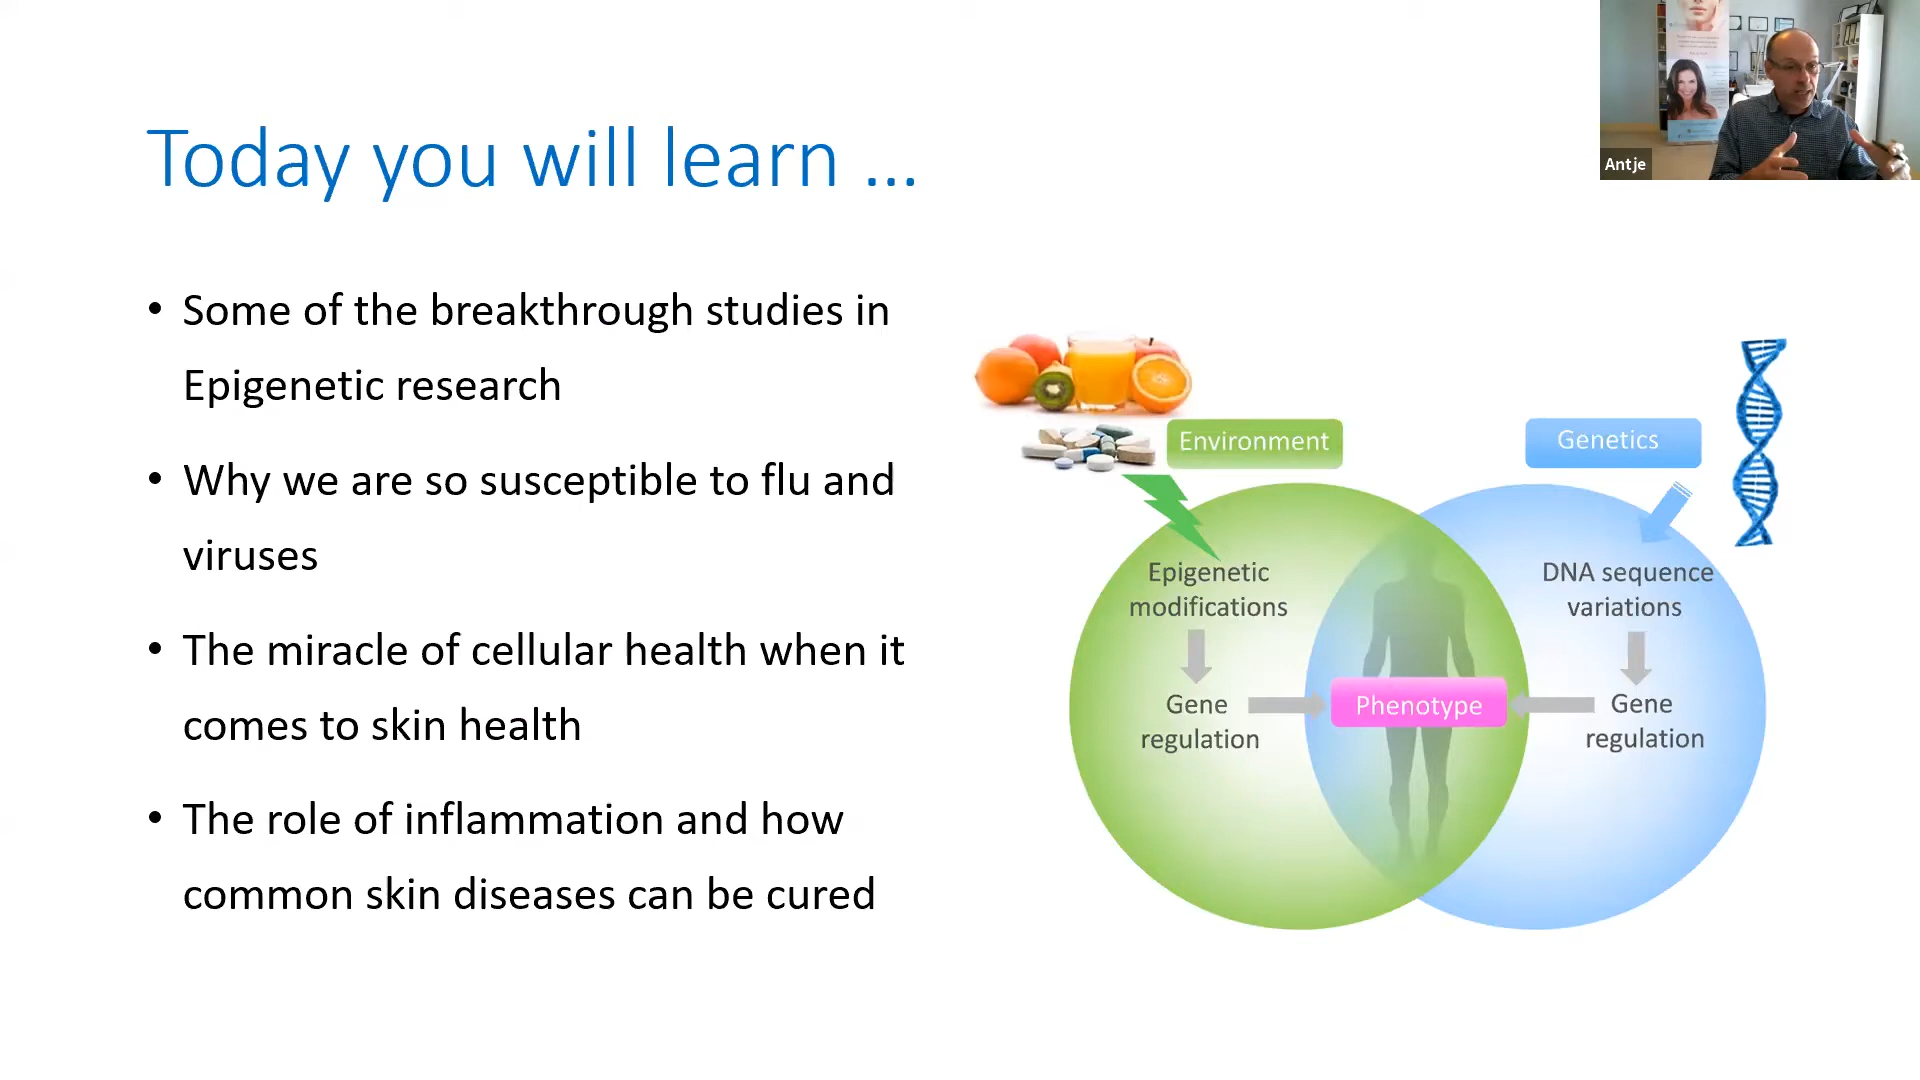 Today you will learn ...
• Some of the breakthrough studies in
Epigenetic research
• Why we are so susceptible to flu and
viruses
• The miracle of cellular health when it
comes to skin health
• The role of inflammation and how
common skin diseases can be cured
Environment
Genetics
Epigenetic
modifications
DNA sequence
variations
Gene
regulation
Phenotype
Gene
regulation
Antje